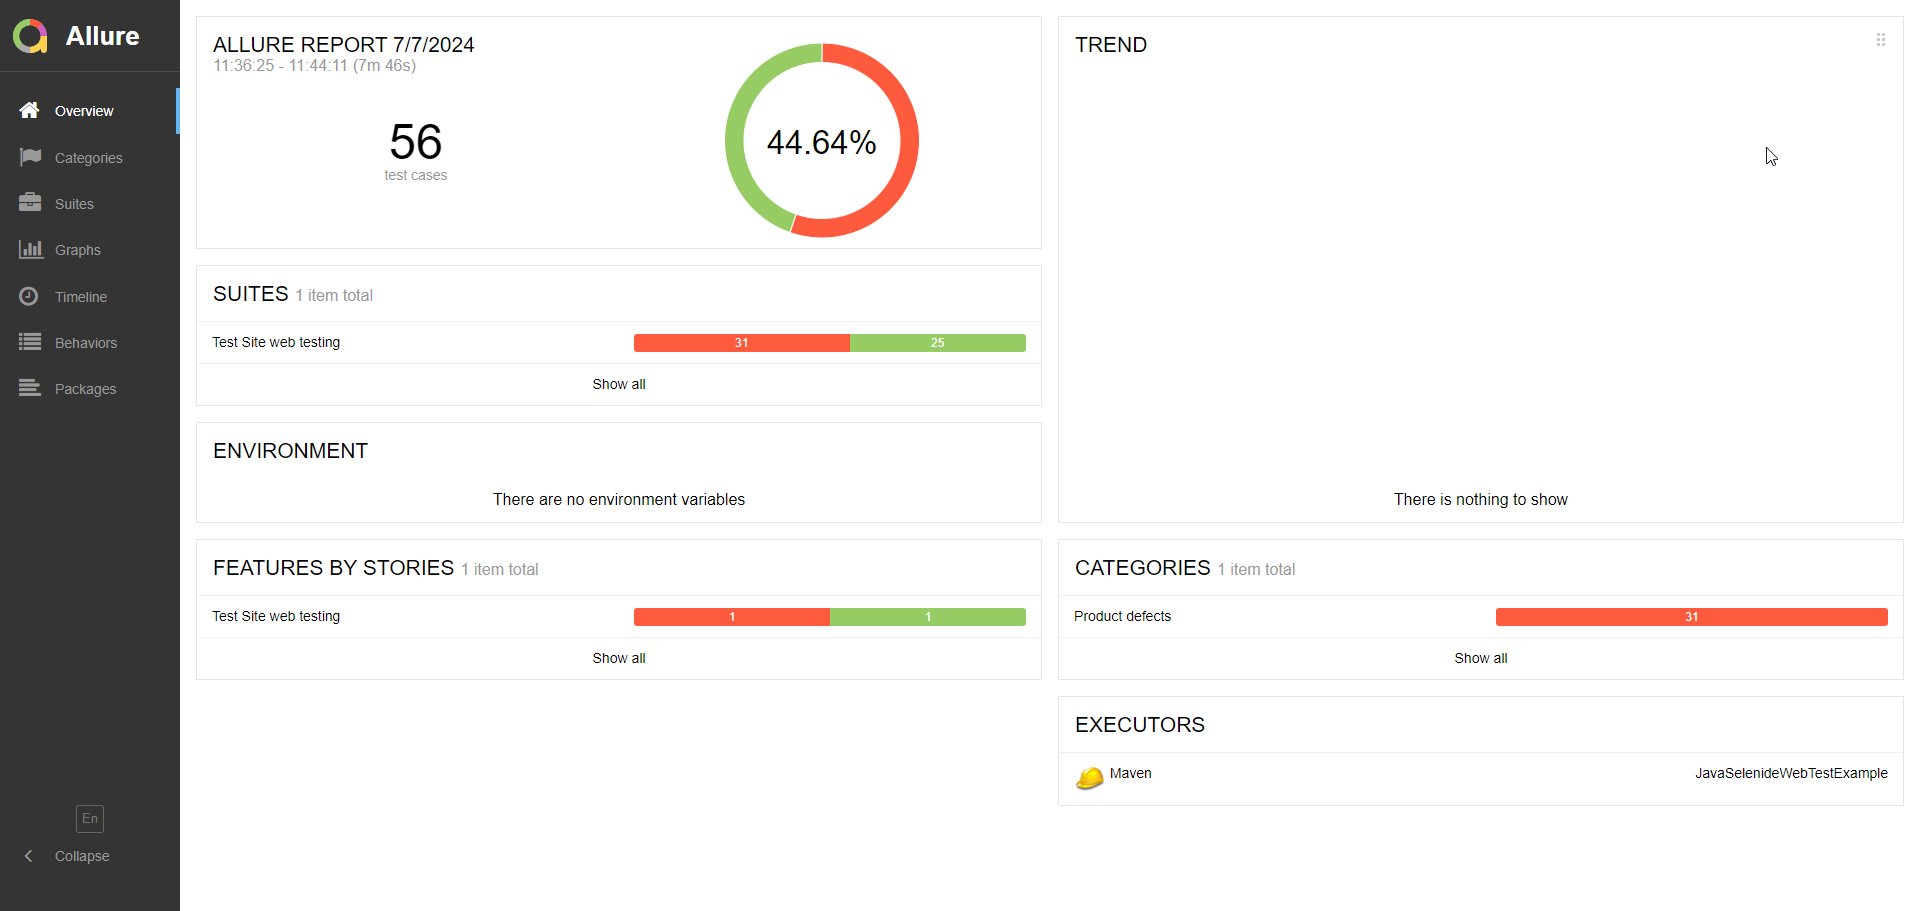 Allure
Overview
Categories
Suites
Graphs
Timeline
Behaviors
Packages
En
Collapse
ALLURE REPORT 7/7/2024
11:36:25 - 11:44:11 (7m 46s)
56
test cases
44.64%
SUITES 1 item total
Test Site web testing 31 25
Show all
ENVIRONMENT
There are no environment variables
FEATURES BY STORIES 1 item total
Test Site web testing 1 1
Show all
TREND
There is nothing to show
CATEGORIES 1 item total
Product defects 31
Show all
EXECUTORS
Maven JavaSelenideWebTestExample